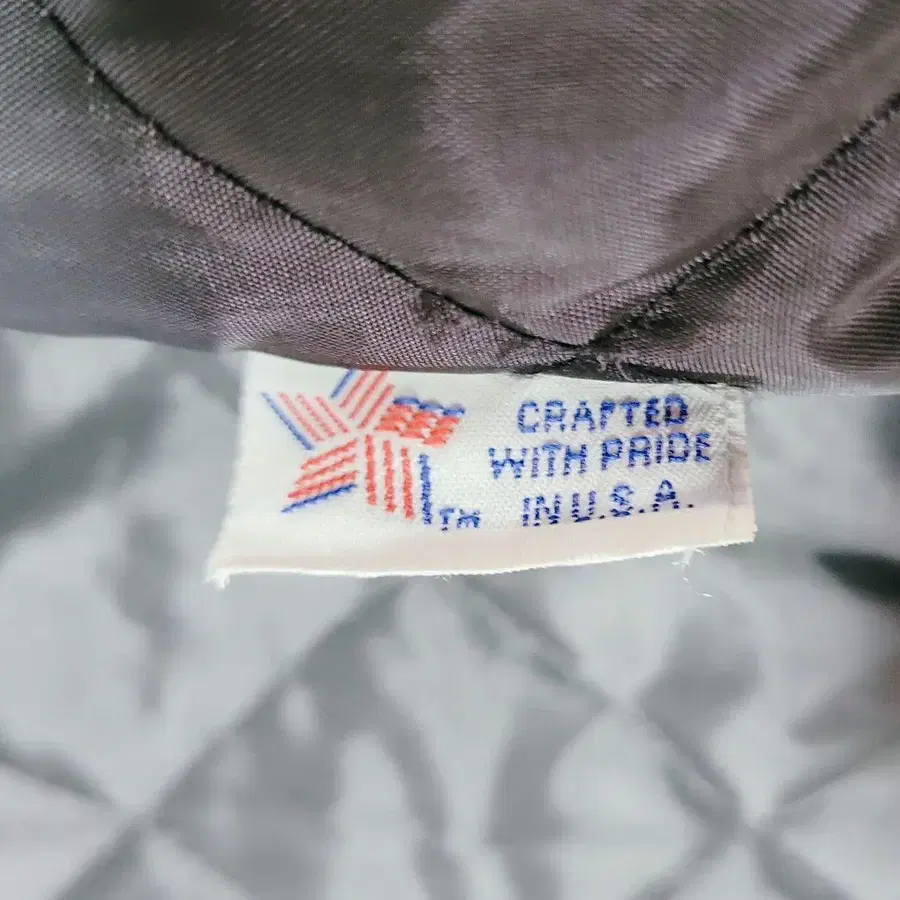 CRAFTED
WITH PRIDE
IN U.S.A.
TM